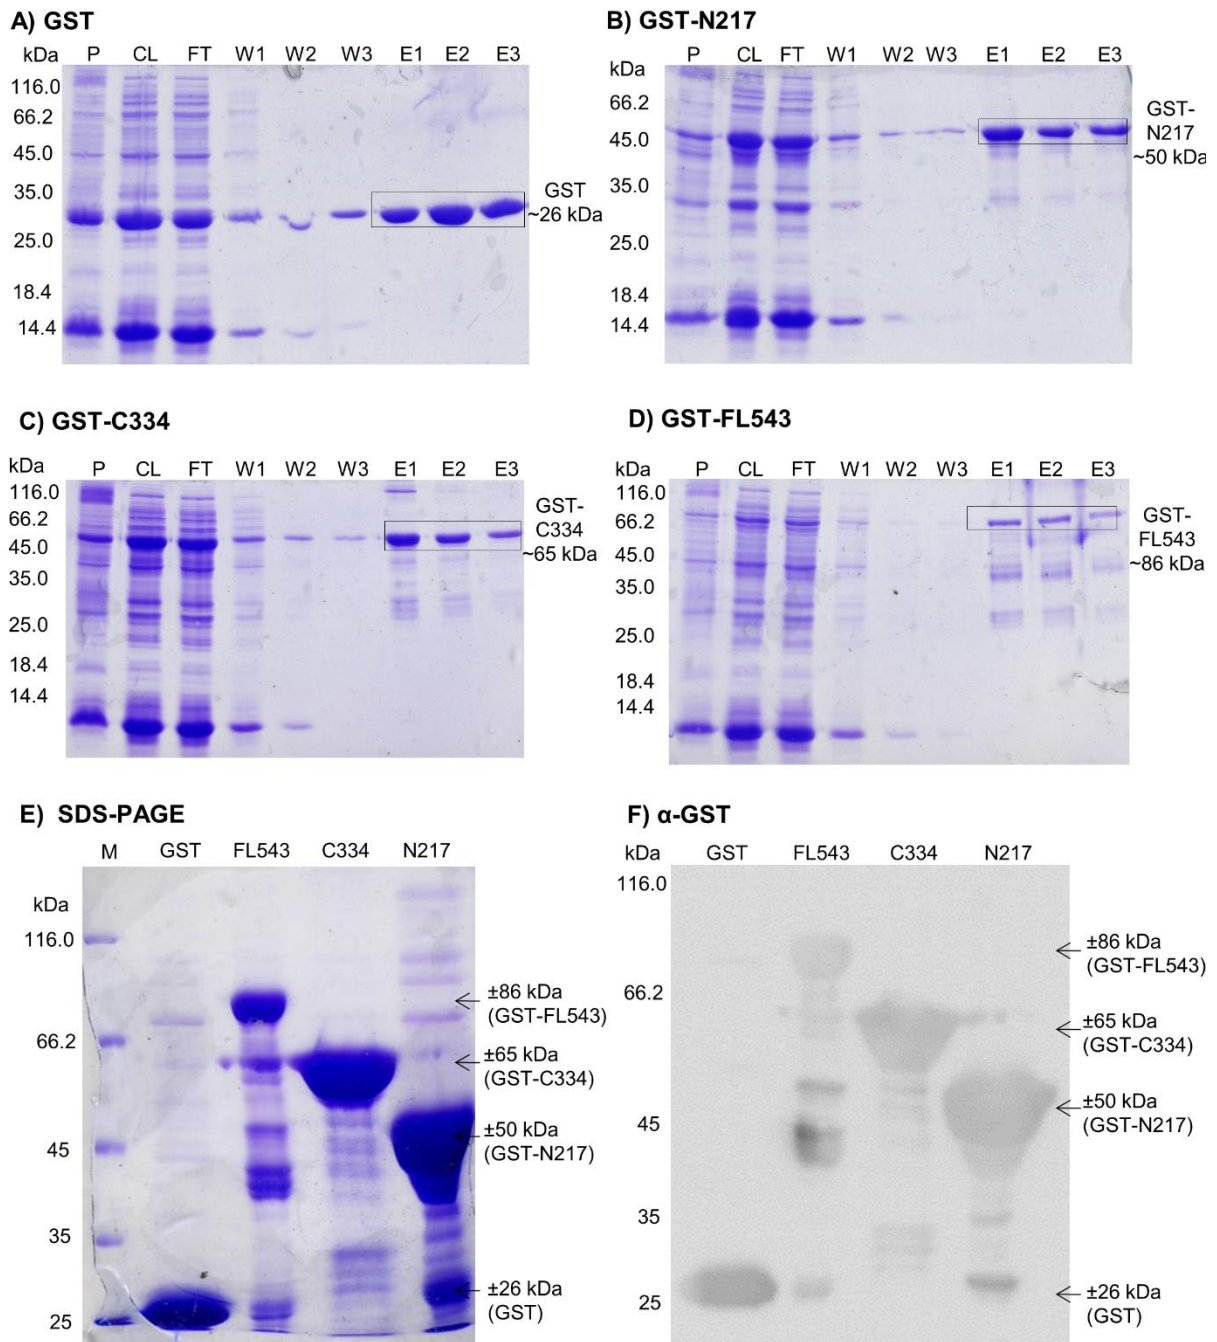 A) GST
kDa P CL FT W1 W2 W3 E1 E2 E3
116.0
66.2
45.0
35.0
25.0
18.4
14.4
GST
~26 kDa
B) GST-N217
kDa P CL FT W1 W2 W3 E1 E2 E3
116.0
66.2
45.0
35.0
25.0
18.4
14.4
GST-
N217
~50 kDa
C) GST-C334
kDa P CL FT W1 W2 W3 E1 E2 E3
116.0
66.2
45.0
35.0
25.0
18.4
14.4
GST-
C334
~65 kDa
D) GST-FL543
kDa P CL FT W1 W2 W3 E1 E2 E3
116.0
66.2
45.0
35.0
25.0
18.4
14.4
GST-
FL543
~86 kDa
E) SDS-PAGE
M GST FL543 C334 N217
kDa
116.0
66.2
45
35
25
±86 kDa
(GST-FL543)
±65 kDa
(GST-C334)
±50 kDa
(GST-N217)
±26 kDa
(GST)
F) α-GST
kDa GST FL543 C334 N217
116.0
66.2
45
35
25
±86 kDa
(GST-FL543)
±65 kDa
(GST-C334)
±50 kDa
(GST-N217)
±26 kDa
(GST)